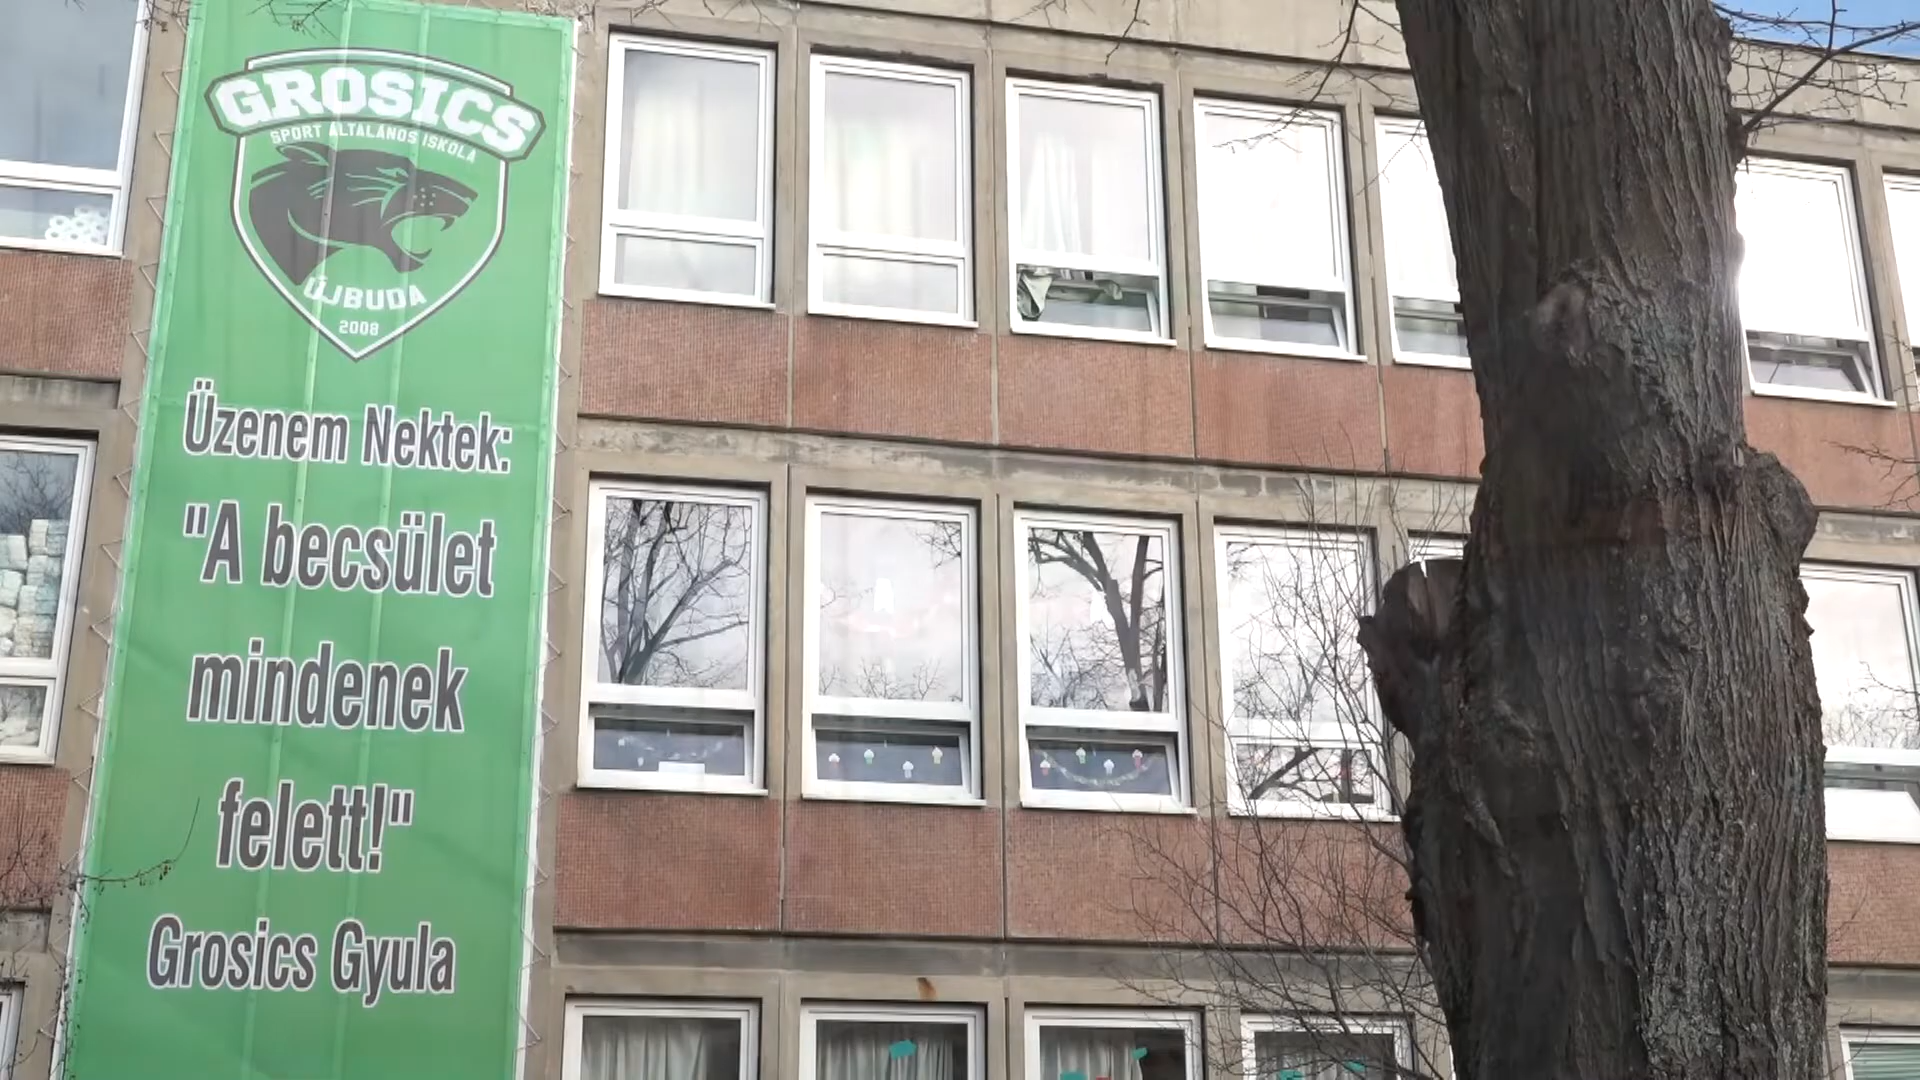 GROSICS
SPORT ÁLTALÁNOS ISKOLA
ÚJBUDA
2008
Üzenem Nektek:
"A becsület
mindenek
felett!"
Grosics Gyula